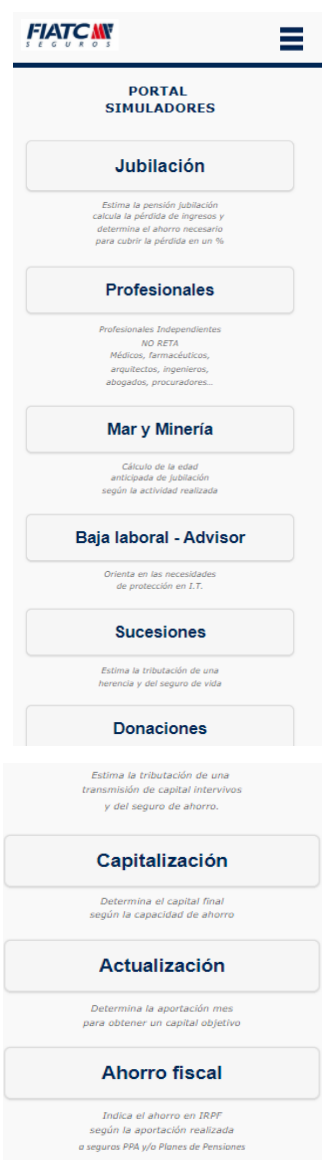 FIATC
SEGUROS
PORTAL
SIMULADORES
Jubilación
Estima la pensión jubilación
calcula la pérdida de ingresos y
determina el ahorro necesario
para cubrir la pérdida en un %
Profesionales
Profesionales Independientes
NO RETA
Médicos, farmacéuticos,
arquitectos, ingenieros,
abogados, procuradores...
Mar y Minería
Cálculo de la edad
anticipada de jubilación
según la actividad realizada
Baja laboral - Advisor
Orienta en las necesidades
de protección en I.T.
Sucesiones
Estima la tributación de una
herencia y del seguro de vida
Donaciones
Estima la tributación de una
transmisión de capital intervivos
y del seguro de ahorro.
Capitalización
Determina el capital final
según la capacidad de ahorro
Actualización
Determina la aportación mes
para obtener un capital objetivo
Ahorro fiscal
Indica el ahorro en IRPF
según la aportación realizada
a seguros PPA y/o Planes de Pensiones